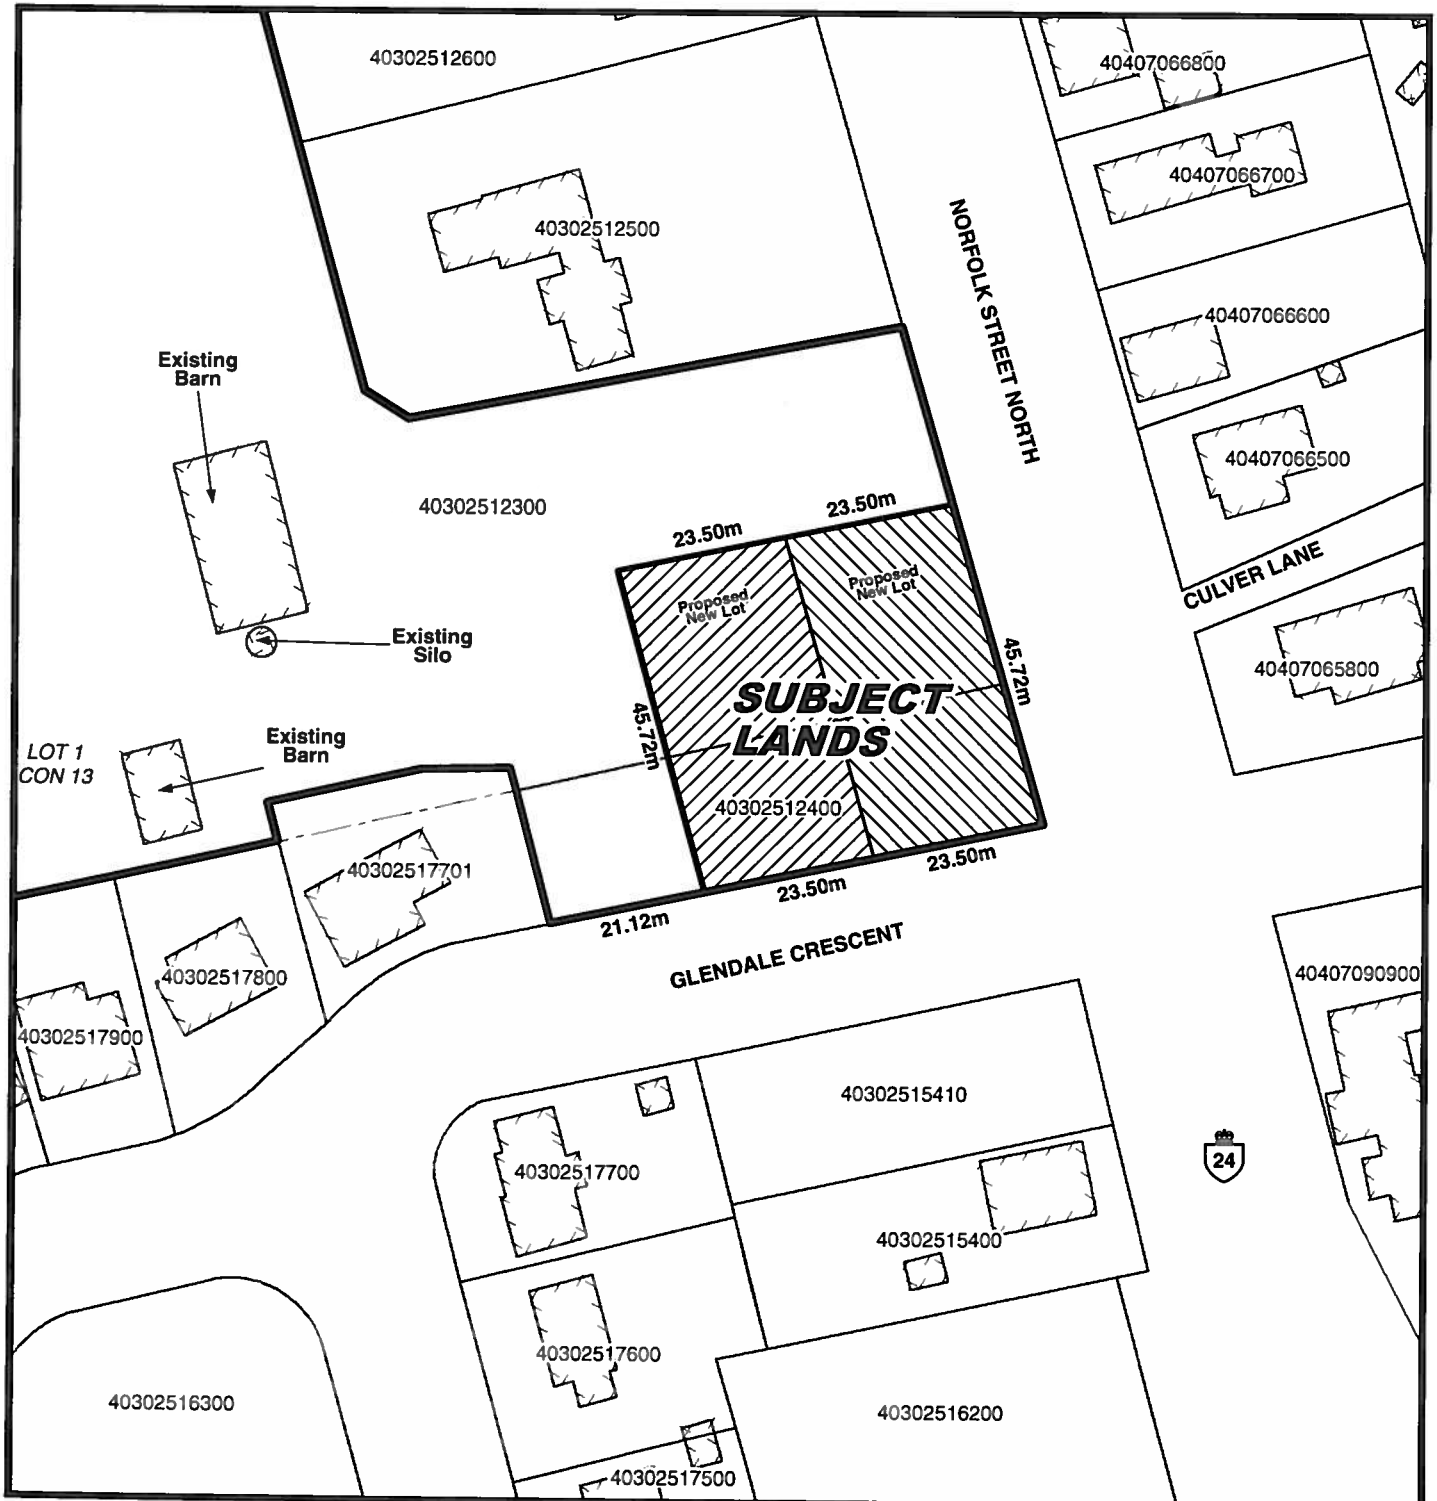 40302512600
40407066800
40407066700
40302512500
NORFOLK STREET NORTH
40407066600
Existing
Barn
40407066500
40302512300
23.50m
23.50m
CULVER LANE
Proposed
New Lot
Proposed
New Lot
Existing
Silo
45.72m
40407065800
SUBJECT
LANDS
45.72m
Existing
Barn
LOT 1
CON 13
40302512400
40302517701
23.50m
23.50m
21.12m
GLENDALE CRESCENT
40302517800
40407090900
40302517900
40302515410
24
40302517700
40302515400
40302517600
40302516300
40302516200
40302517500